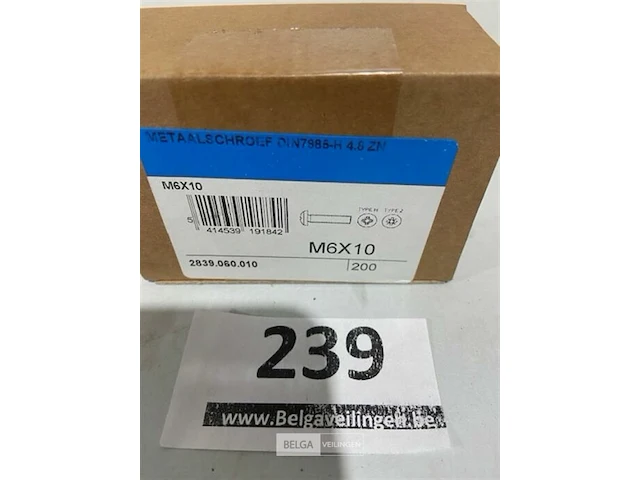 METAALSCHROEF DIN7985-H 4.8 ZN
M6X10
TYPE H TYPE Z
5 414539 191842
M6X10
2839.060.010 200
239
www.Belgaveilingen.be
BELGA VEILINGEN